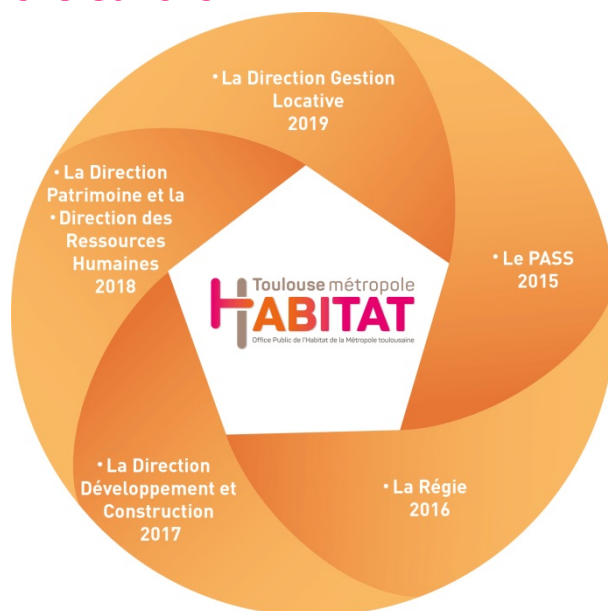 • La Direction Gestion
Locative
2019
• La Direction
Patrimoine et la
• Direction des
Ressources
Humaines
2018
Toulouse métropole
HABITAT
Office Public de l'Habitat de la Métropole toulousaine
• Le PASS
2015
• La Direction
Développement et
Construction
2017
• La Régie
2016